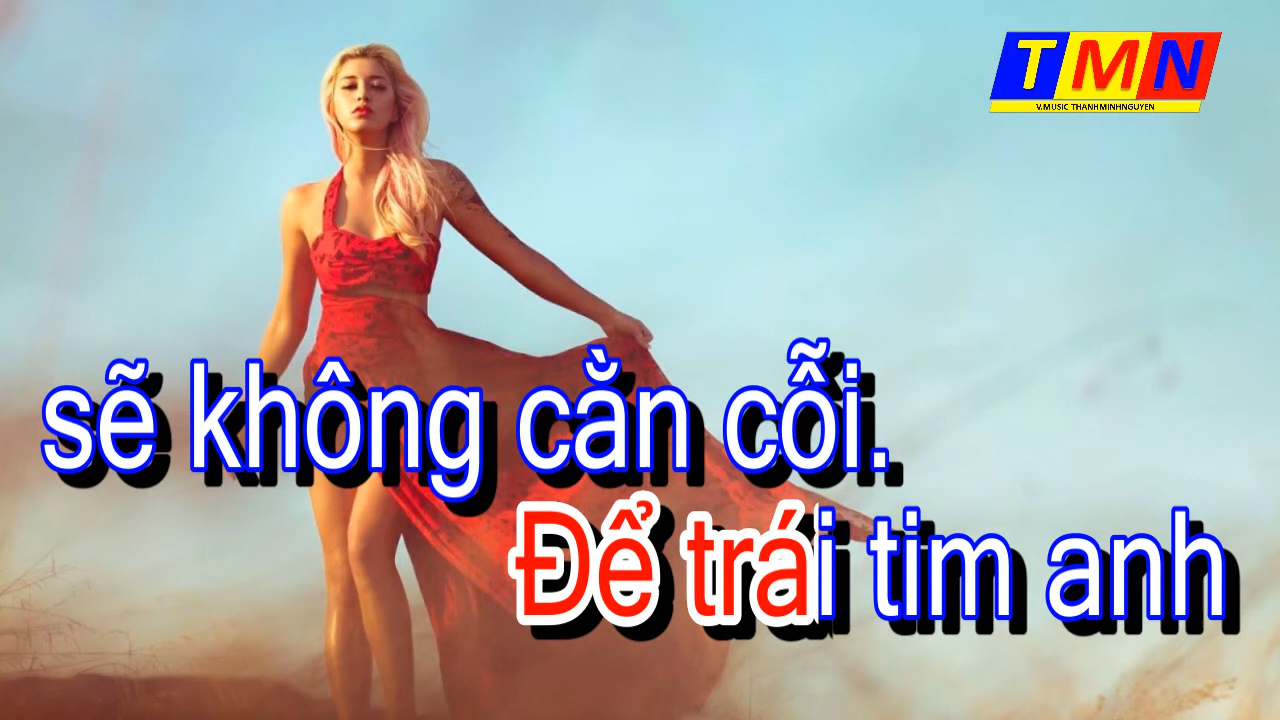 TMN
V.MUSIC THANHMINHNGUYEN
sẽ không cằn cỗi.
Để trái tim anh